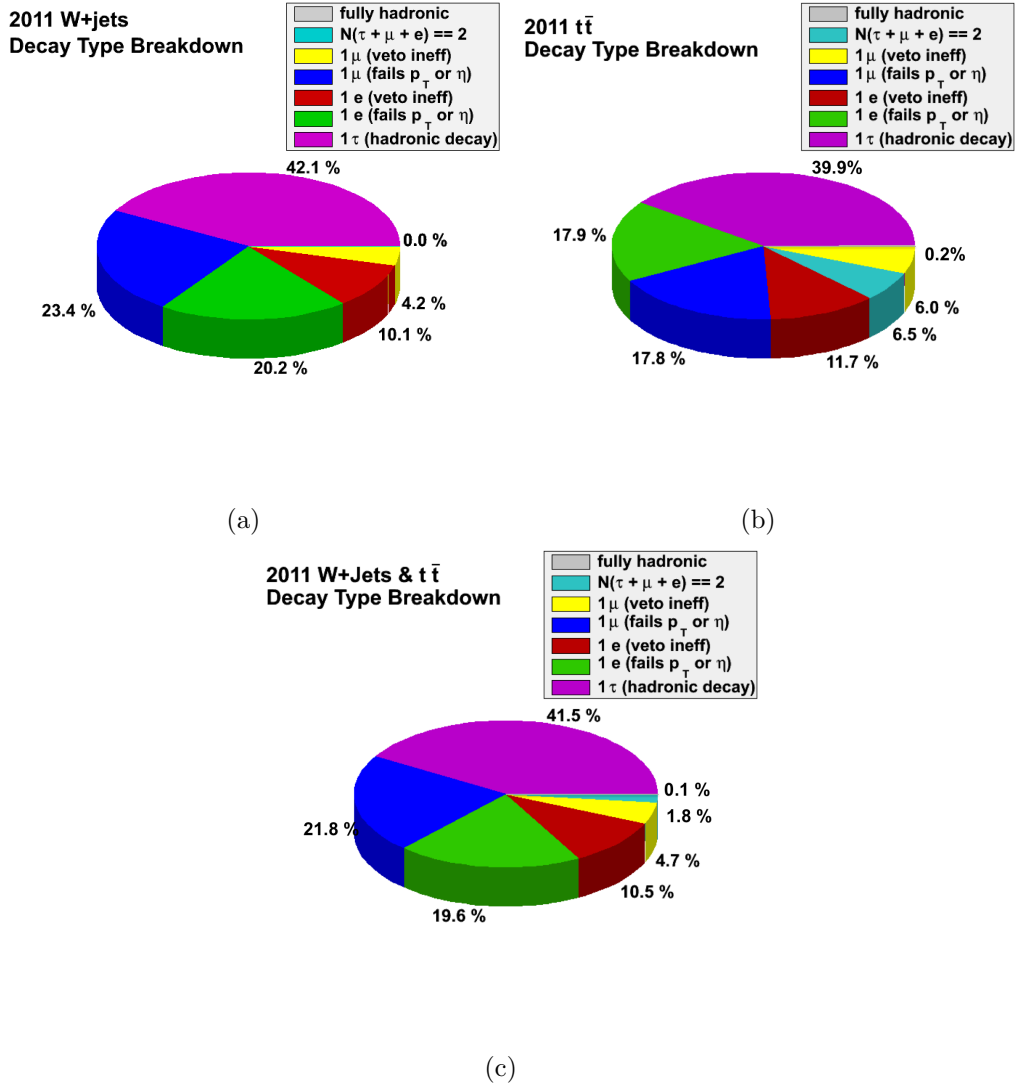 2011 W+jets
Decay Type Breakdown
fully hadronic
N(τ + μ + e) == 2
1 μ (veto ineff)
1 μ (fails p_T or η)
1 e (veto ineff)
1 e (fails p_T or η)
1 τ (hadronic decay)
42.1 %
0.0 %
4.2 %
10.1 %
20.2 %
23.4 %
(a)
2011 tt̄
Decay Type Breakdown
fully hadronic
N(τ + μ + e) == 2
1 μ (veto ineff)
1 μ (fails p_T or η)
1 e (veto ineff)
1 e (fails p_T or η)
1 τ (hadronic decay)
39.9%
17.9 %
0.2%
6.0 %
6.5 %
11.7 %
17.8 %
(b)
2011 W+Jets & t t̄
Decay Type Breakdown
fully hadronic
N(τ + μ + e) == 2
1 μ (veto ineff)
1 μ (fails p_T or η)
1 e (veto ineff)
1 e (fails p_T or η)
1 τ (hadronic decay)
41.5 %
0.1 %
1.8 %
4.7 %
10.5 %
19.6 %
21.8 %
(c)